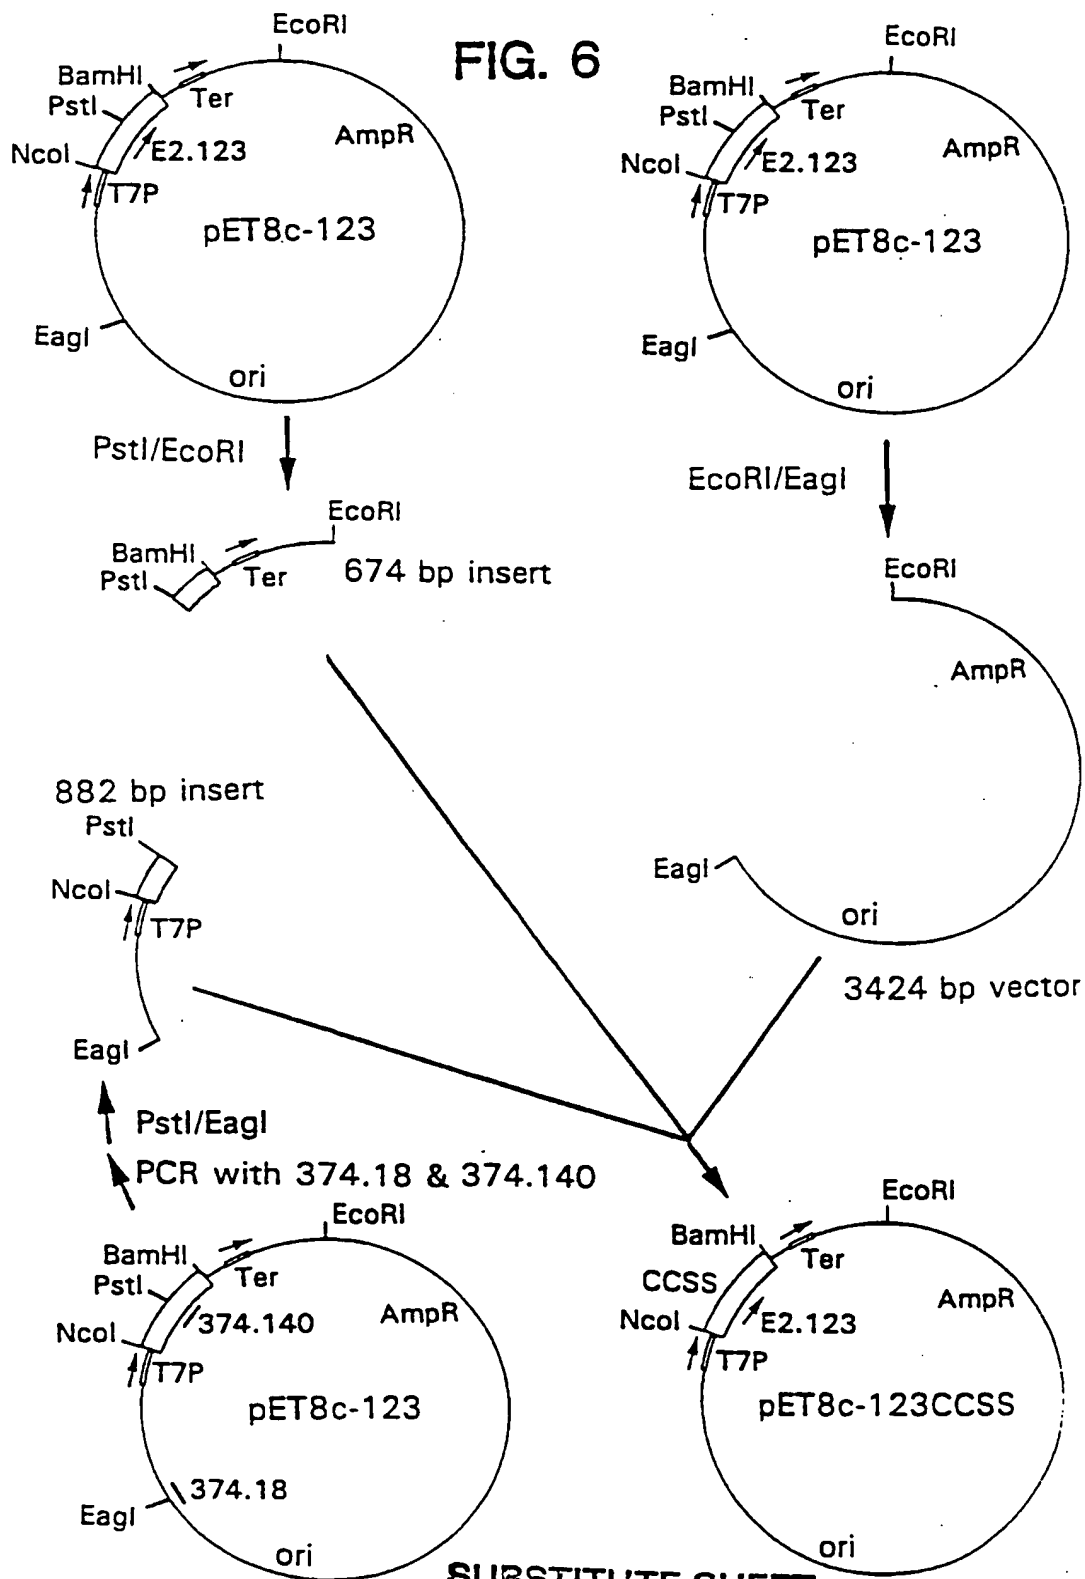 FIG. 6
EcoRI
BamHI
PstI
NcoI
Ter
E2.123
T7P
AmpR
pET8c-123
EagI
ori
EcoRI
BamHI
PstI
NcoI
Ter
E2.123
T7P
AmpR
pET8c-123
EagI
ori
PstI/EcoRI
EcoRI
BamHI
PstI
Ter
674 bp insert
EcoRI/EagI
EcoRI
AmpR
EagI
ori
3424 bp vector
882 bp insert
PstI
NcoI
T7P
EagI
PstI/EagI
PCR with 374.18 & 374.140
EcoRI
BamHI
PstI
Ter
NcoI
374.140
T7P
AmpR
pET8c-123
374.18
EagI
ori
EcoRI
BamHI
Ter
CCSS
NcoI
E2.123
T7P
AmpR
pET8c-123CCSS
ori
SUBSTITUTE SHEET